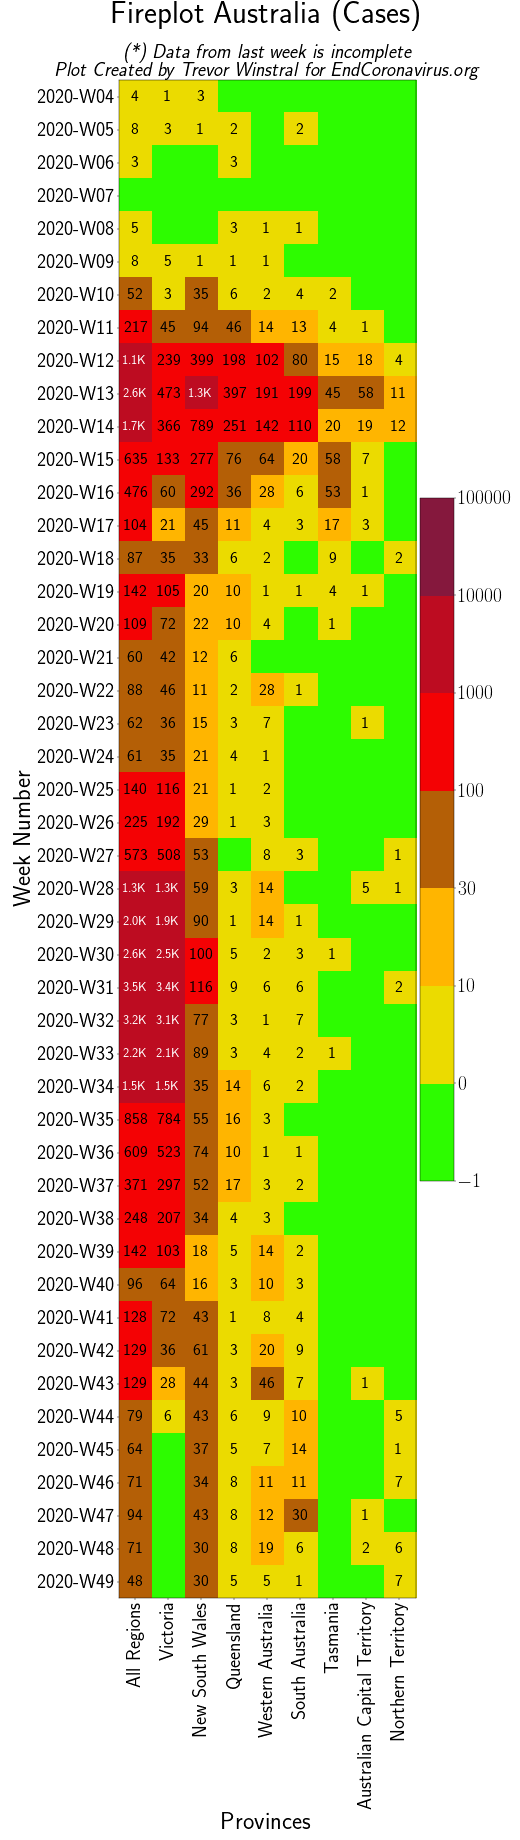 Fireplot Australia (Cases)
(*) Data from last week is incomplete
Plot Created by Trevor Winstral for EndCoronavirus.org
2020-W04 4 1 3
2020-W05 8 3 1 2 2
2020-W06 3 3
2020-W07
2020-W08 5 3 1 1
2020-W09 8 5 1 1 1
2020-W10 52 3 35 6 2 4 2
2020-W11 217 45 94 46 14 13 4 1
2020-W12 1.1K 239 399 198 102 80 15 18 4
2020-W13 2.6K 473 1.3K 397 191 199 45 58 11
2020-W14 1.7K 366 789 251 142 110 20 19 12
2020-W15 635 133 277 76 64 20 58 7
2020-W16 476 60 292 36 28 6 53 1
2020-W17 104 21 45 11 4 3 17 3
2020-W18 87 35 33 6 2 9 2
2020-W19 142 105 20 10 1 1 4 1
2020-W20 109 72 22 10 4 1
2020-W21 60 42 12 6
2020-W22 88 46 11 2 28 1
2020-W23 62 36 15 3 7 1
2020-W24 61 35 21 4 1
2020-W25 140 116 21 1 2
2020-W26 225 192 29 1 3
2020-W27 573 508 53 8 3 1
2020-W28 1.3K 1.3K 59 3 14 5 1
2020-W29 2.0K 1.9K 90 1 14 1
2020-W30 2.6K 2.5K 100 5 2 3 1
2020-W31 3.5K 3.4K 116 9 6 6 2
2020-W32 3.2K 3.1K 77 3 1 7
2020-W33 2.2K 2.1K 89 3 4 2 1
2020-W34 1.5K 1.5K 35 14 6 2
2020-W35 858 784 55 16 3
2020-W36 609 523 74 10 1 1
2020-W37 371 297 52 17 3 2
2020-W38 248 207 34 4 3
2020-W39 142 103 18 5 14 2
2020-W40 96 64 16 3 10 3
2020-W41 128 72 43 1 8 4
2020-W42 129 36 61 3 20 9
2020-W43 129 28 44 3 46 7 1
2020-W44 79 6 43 6 9 10 5
2020-W45 64 37 5 7 14 1
2020-W46 71 34 8 11 11 7
2020-W47 94 43 8 12 30 1
2020-W48 71 30 8 19 6 2 6
2020-W49 48 30 5 5 1 7
Week Number
100000
10000
1000
100
30
10
0
−1
All Regions
Victoria
New South Wales
Queensland
Western Australia
South Australia
Tasmania
Australian Capital Territory
Northern Territory
Provinces